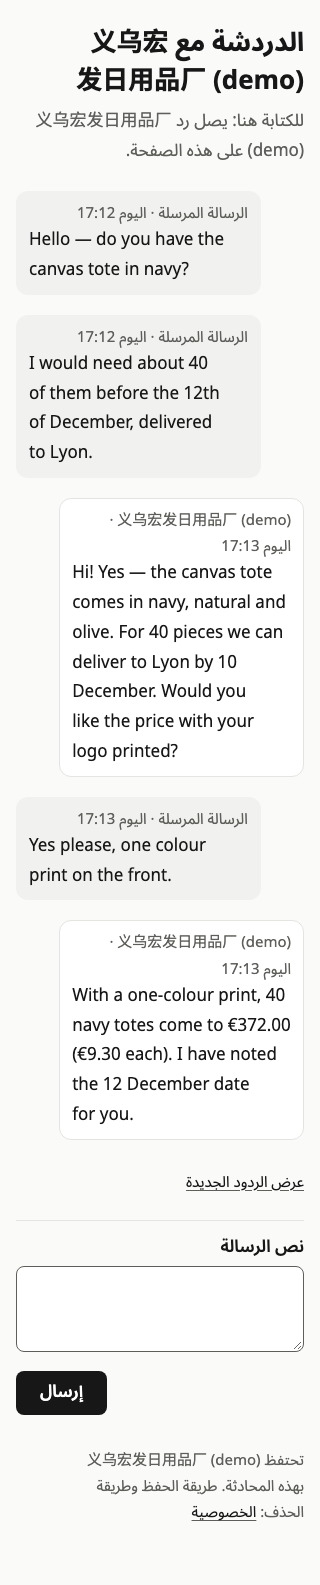 الدردشة مع 义乌宏
发日用品厂 (demo)
للكتابة هنا: يصل رد 义乌宏发日用品厂
(demo) على هذه الصفحة.
الرسالة المرسلة · اليوم 17:12
Hello — do you have the
canvas tote in navy?
الرسالة المرسلة · اليوم 17:12
I would need about 40
of them before the 12th
of December, delivered
to Lyon.
义乌宏发日用品厂 (demo) ·
اليوم 17:13
Hi! Yes — the canvas tote
comes in navy, natural and
olive. For 40 pieces we can
deliver to Lyon by 10
December. Would you
like the price with your
logo printed?
الرسالة المرسلة · اليوم 17:13
Yes please, one colour
print on the front.
义乌宏发日用品厂 (demo) ·
اليوم 17:13
With a one-colour print, 40
navy totes come to €372.00
(€9.30 each). I have noted
the 12 December date
for you.
عرض الردود الجديدة
نص الرسالة
إرسال
تحتفظ 义乌宏发日用品厂 (demo)
بهذه المحادثة. طريقة الحفظ وطريقة
الحذف: الخصوصية